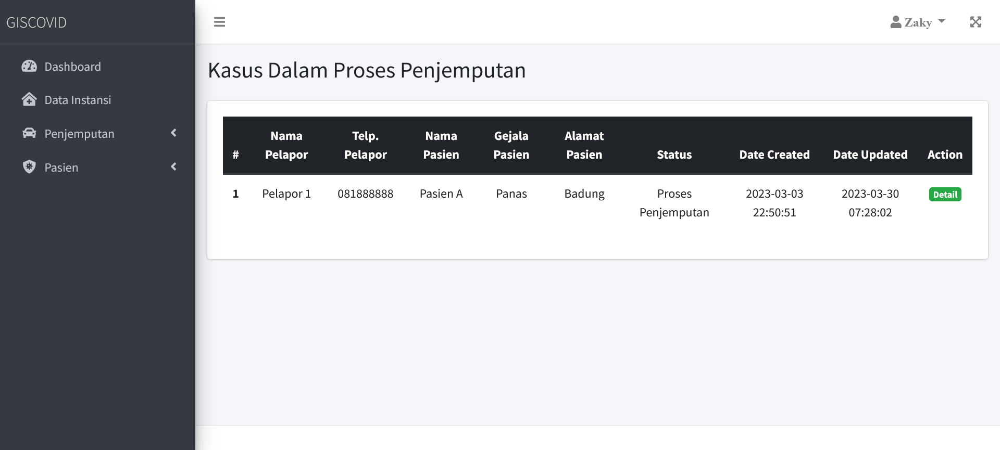 GISCOVID
Zaky
Dashboard
Data Instansi
Penjemputan
Pasien
Kasus Dalam Proses Penjemputan
# Nama Pelapor Telp. Pelapor Nama Pasien Gejala Pasien Alamat Pasien Status Date Created Date Updated Action
1 Pelapor 1 081888888 Pasien A Panas Badung Proses Penjemputan 2023-03-03 22:50:51 2023-03-30 07:28:02 Detail